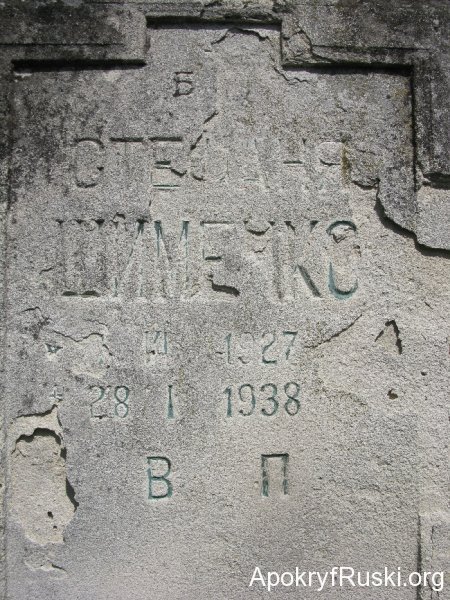 Б
СТЕФАНЯ
ШИМЕЧКО
1927
28 I 1938
В П
ApokryfRuski.org